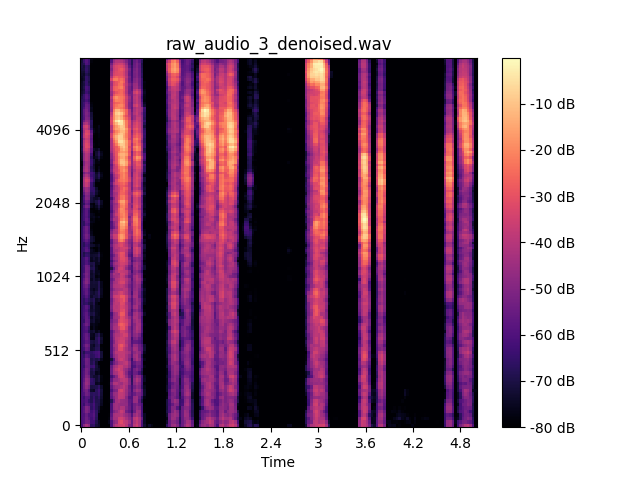 raw_audio_3_denoised.wav
Hz
4096
2048
1024
512
0
0 0.6 1.2 1.8 2.4 3 3.6 4.2 4.8
Time
-10 dB
-20 dB
-30 dB
-40 dB
-50 dB
-60 dB
-70 dB
-80 dB